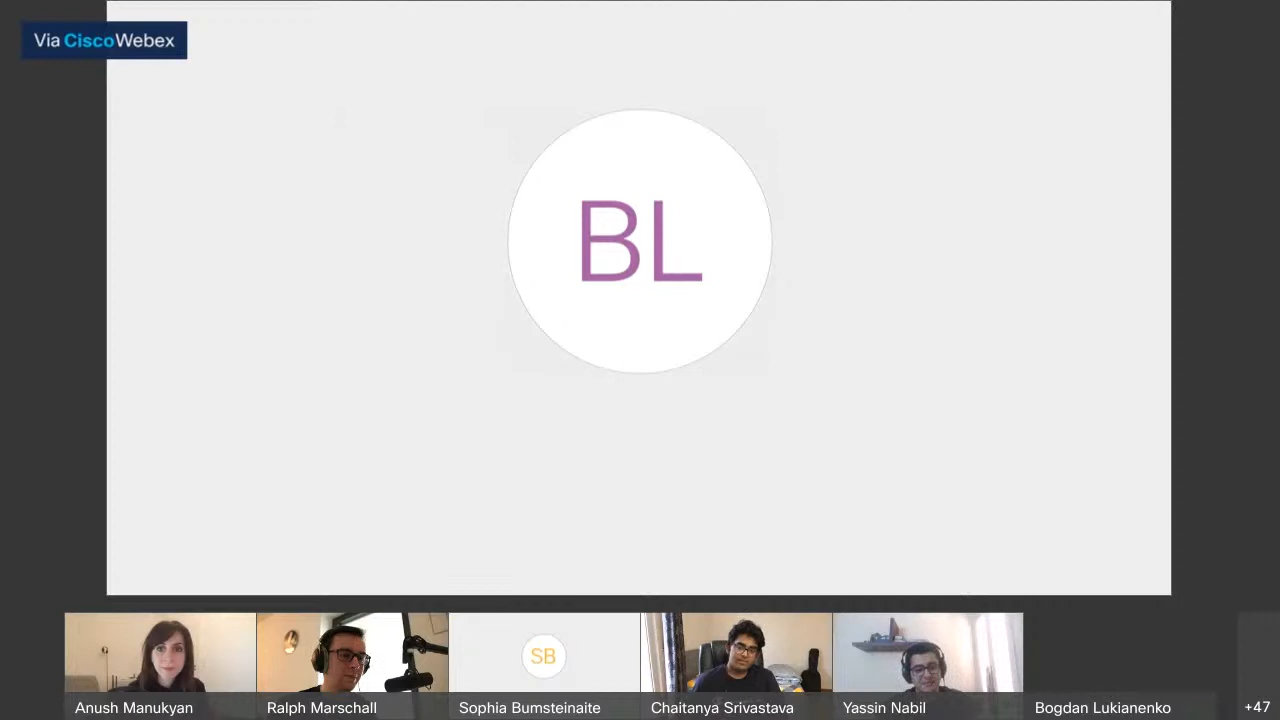 Via CiscoWebex
BL
SB
Anush Manukyan
Ralph Marschall
Sophia Bumsteinaite
Chaitanya Srivastava
Yassin Nabil
Bogdan Lukianenko
+47